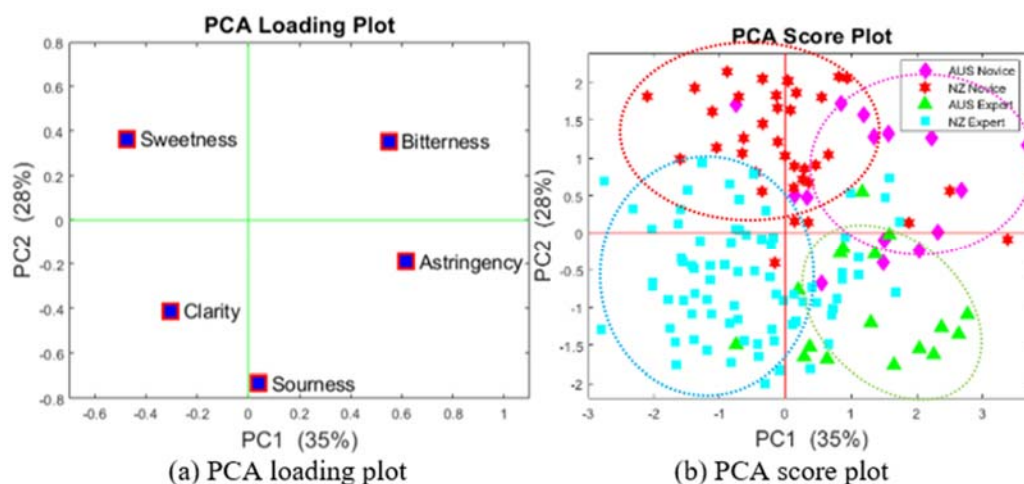 PCA Loading Plot
0.8
0.6
0.4
0.2
0
-0.2
-0.4
-0.6
-0.8
PC2 (28%)
Sweetness
Bitterness
Astringency
Clarity
Sourness
-0.6 -0.4 -0.2 0 0.2 0.4 0.6 0.8 1
PC1 (35%)
(a) PCA loading plot
PCA Score Plot
2
1.5
1
0.5
0
-0.5
-1
-1.5
-2
PC2 (28%)
AUS Novice
NZ Novice
AUS Expert
NZ Expert
-3 -2 -1 0 1 2 3
PC1 (35%)
(b) PCA score plot